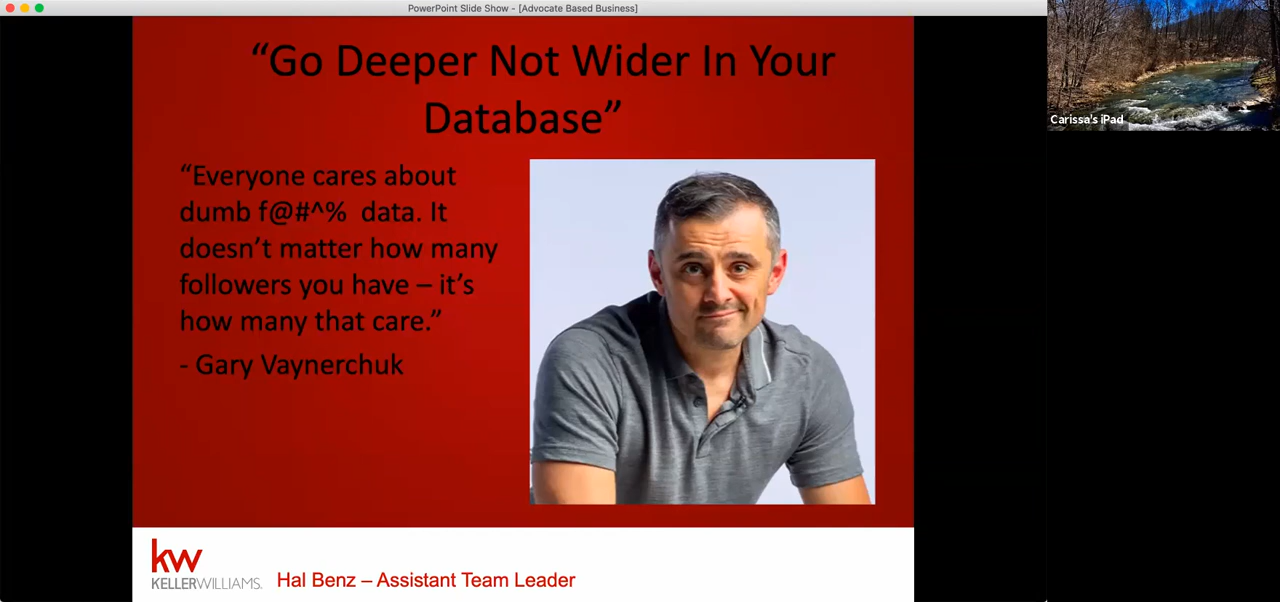 PowerPoint Slide Show - [Advocate Based Business]
“Go Deeper Not Wider In Your
Database”
“Everyone cares about
dumb f@#^% data. It
doesn’t matter how many
followers you have – it’s
how many that care.”
- Gary Vaynerchuk
kw
KELLERWILLIAMS.
Hal Benz – Assistant Team Leader
Carissa's iPad